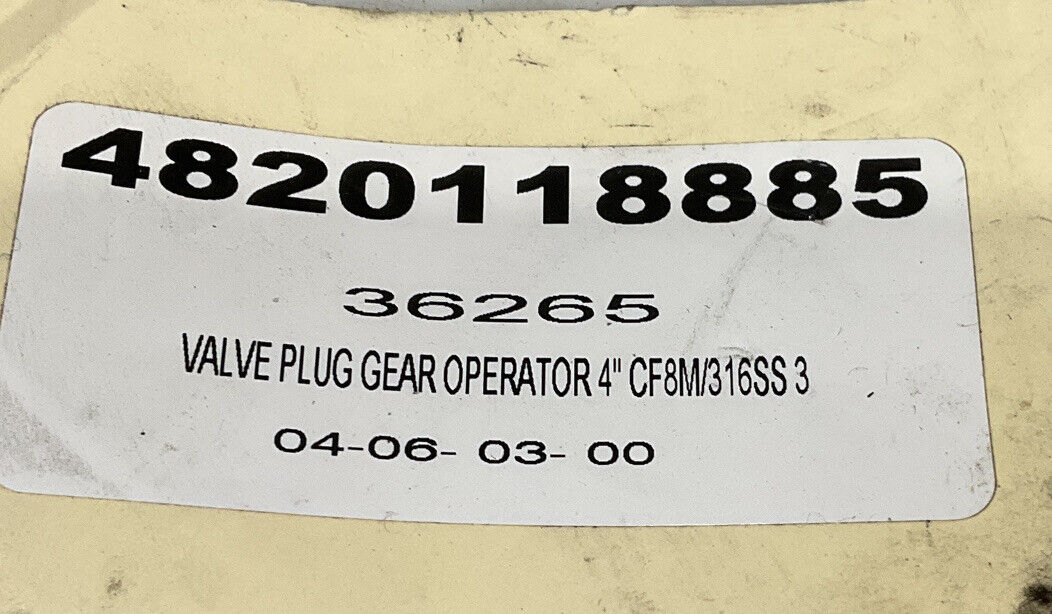 4820118885
36265
VALVE PLUG GEAR OPERATOR 4" CF8M/316SS 3
04-06- 03- 00